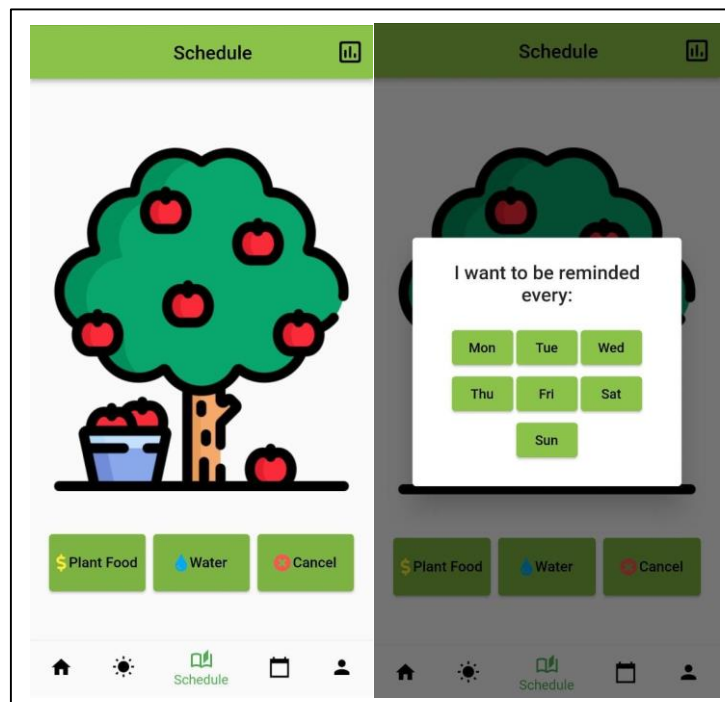 Schedule
$Plant Food
Water
Cancel
Schedule
Schedule
I want to be reminded
every:
Mon Tue Wed
Thu Fri Sat
Sun
$Plant Food
Water
Cancel
Schedule